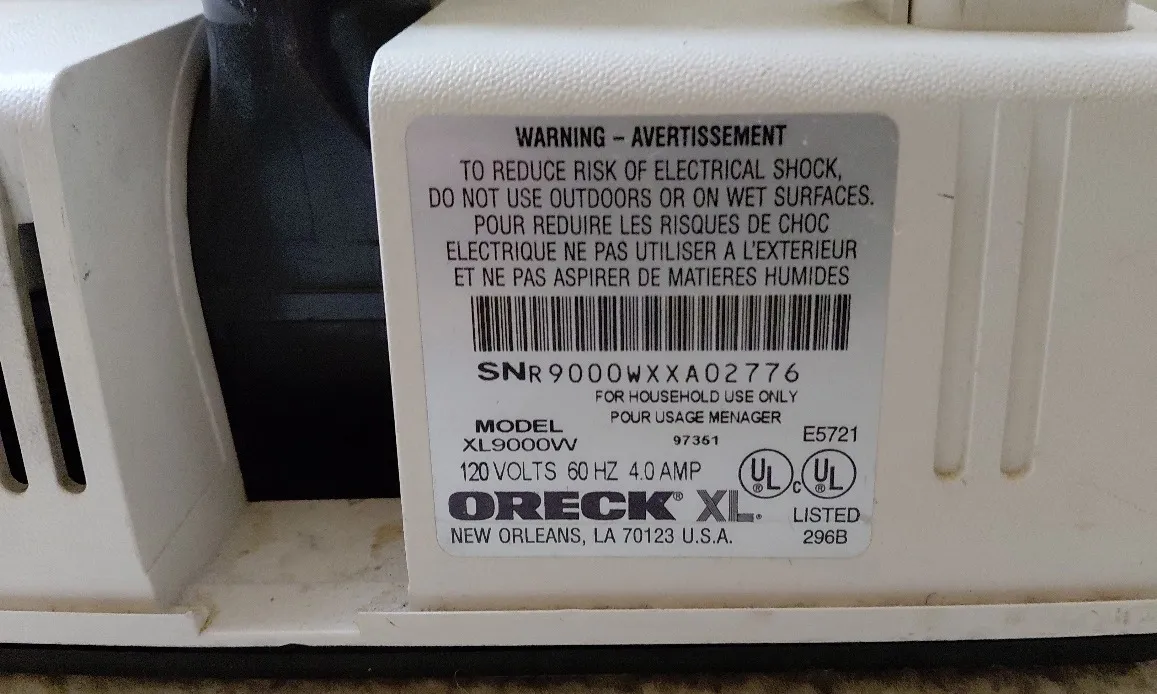 WARNING – AVERTISSEMENT
TO REDUCE RISK OF ELECTRICAL SHOCK,
DO NOT USE OUTDOORS OR ON WET SURFACES.
POUR REDUIRE LES RISQUES DE CHOC
ELECTRIQUE NE PAS UTILISER A L'EXTERIEUR
ET NE PAS ASPIRER DE MATIERES HUMIDES
SNR9000WXXA02776
FOR HOUSEHOLD USE ONLY
POUR USAGE MENAGER
MODEL
XL9000W
97351
E5721
120 VOLTS 60 HZ 4.0 AMP
UL® cUL®
ORECK® XL®
LISTED
NEW ORLEANS, LA 70123 U.S.A.
296B